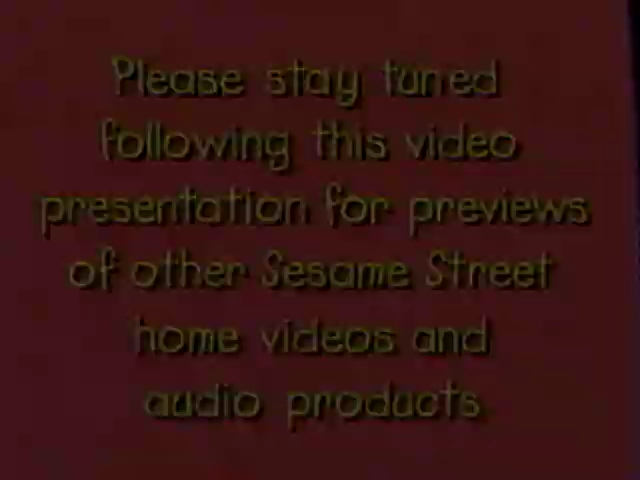 Please stay tuned
following this video
presentation for previews
of other Sesame Street
home videos and
audio products